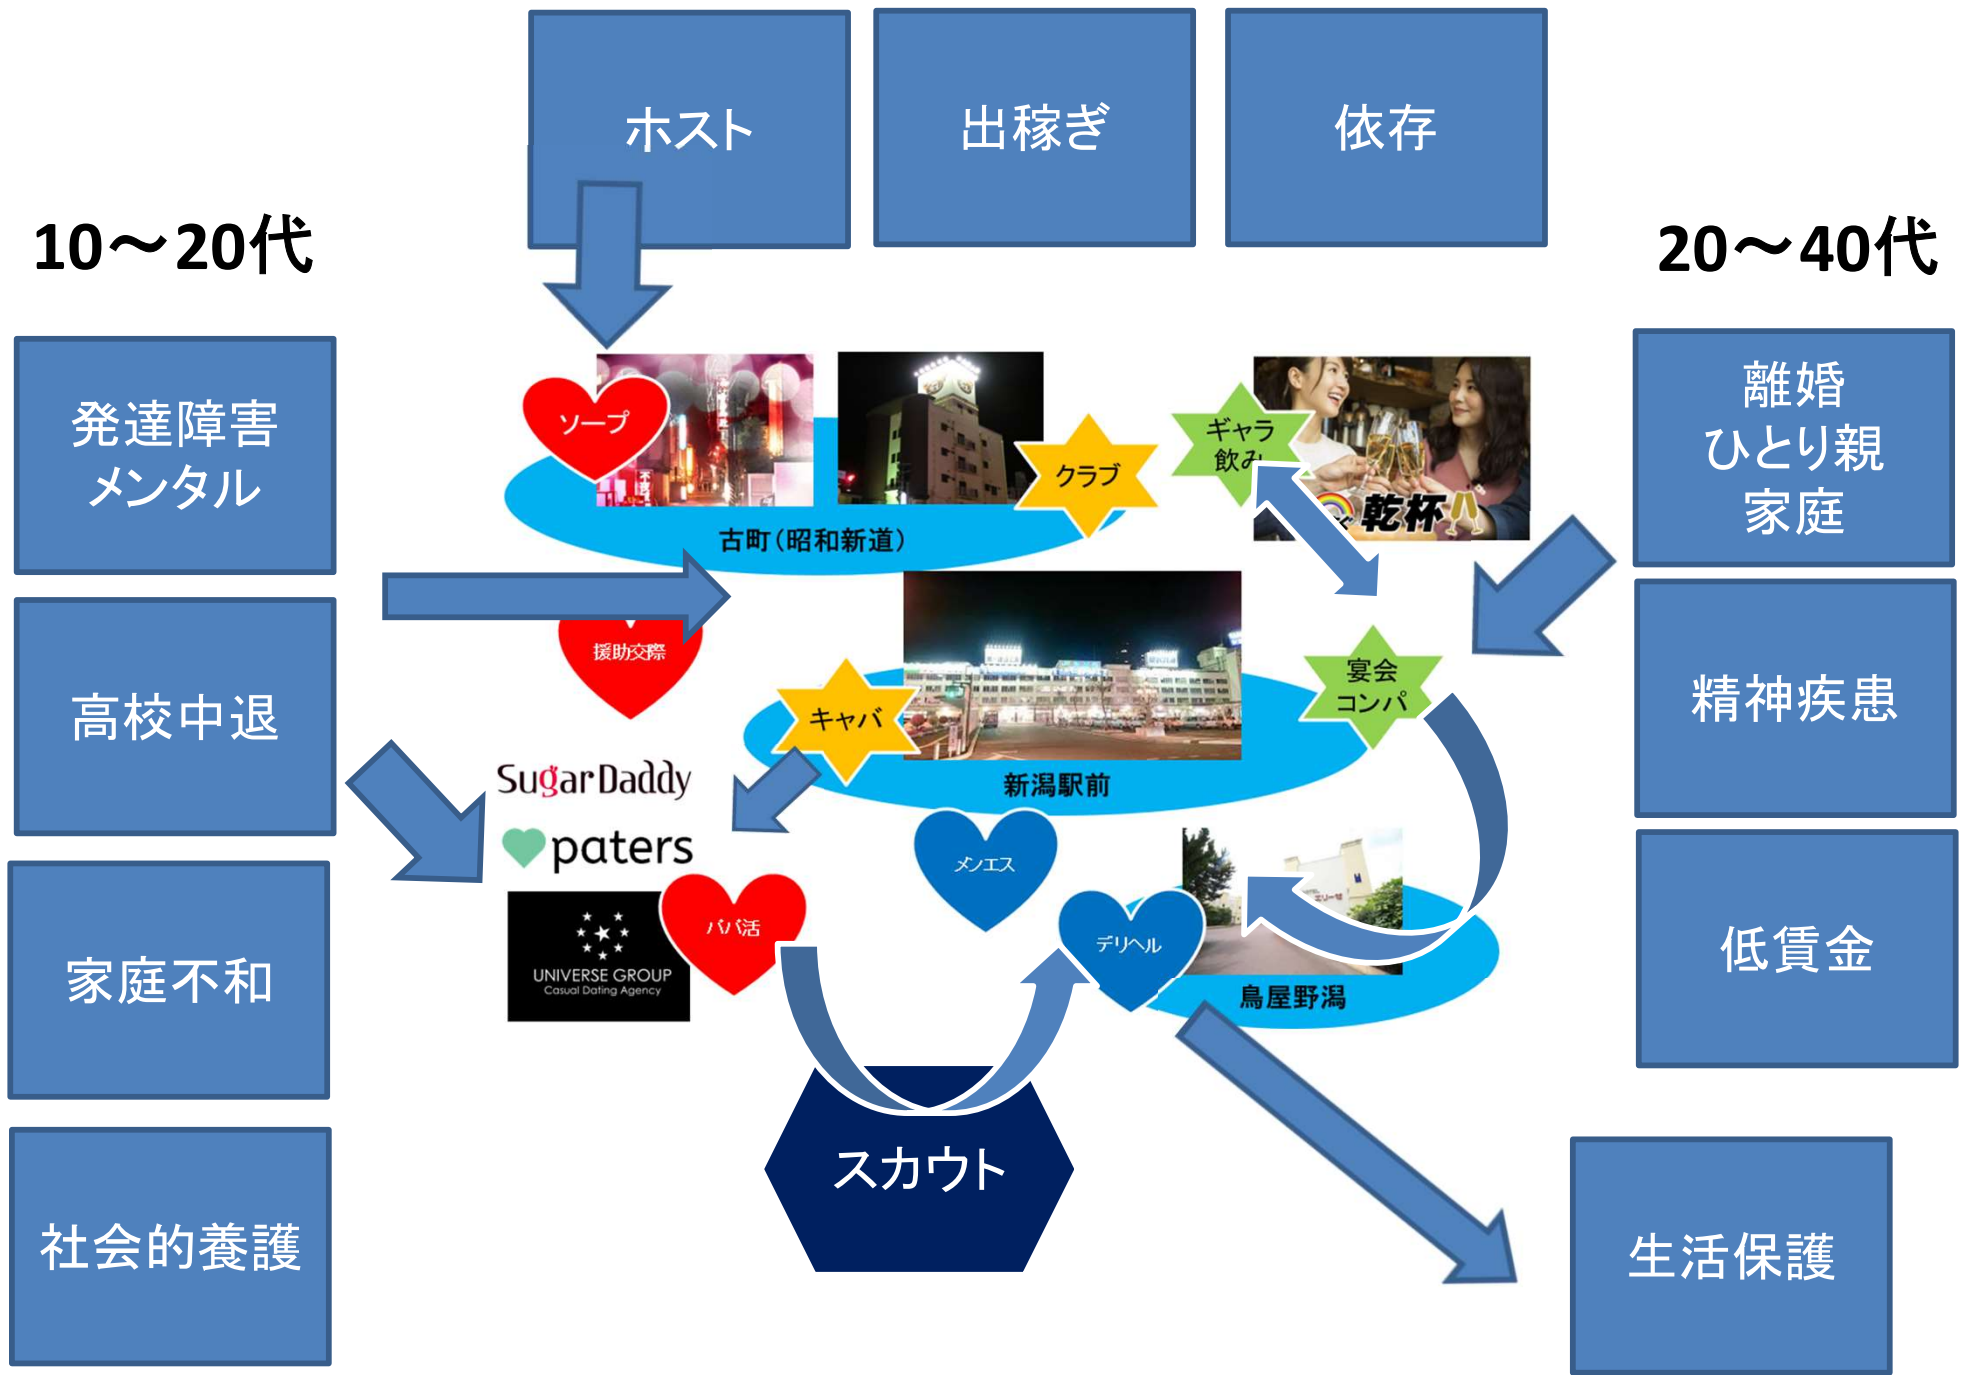 ホスト
出稼ぎ
依存
10～20代
20～40代
発達障害
メンタル
高校中退
家庭不和
社会的養護
離婚
ひとり親
家庭
精神疾患
低賃金
生活保護
ソープ
クラブ
古町(昭和新道)
ギャラ
飲み
乾杯
援助交際
キャバ
新潟駅前
宴会
コンパ
SugarDaddy
paters
UNIVERSE GROUP
Casual Dating Agency
パパ活
メンエス
デリヘル
鳥屋野潟
スカウト